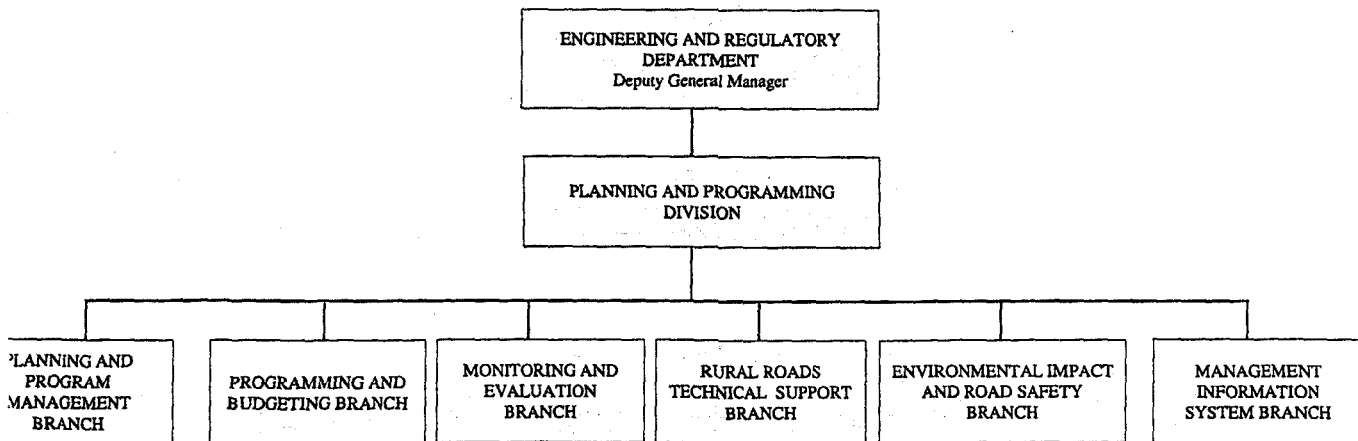 ENGINEERING AND REGULATORY
DEPARTMENT
Deputy General Manager
PLANNING AND PROGRAMMING
DIVISION
PLANNING AND
PROGRAM
MANAGEMENT
BRANCH
PROGRAMMING AND
BUDGETING BRANCH
MONITORING AND
EVALUATION
BRANCH
RURAL ROADS
TECHNICAL SUPPORT
BRANCH
ENVIRONMENTAL IMPACT
AND ROAD SAFETY
BRANCH
MANAGEMENT
INFORMATION
SYSTEM BRANCH